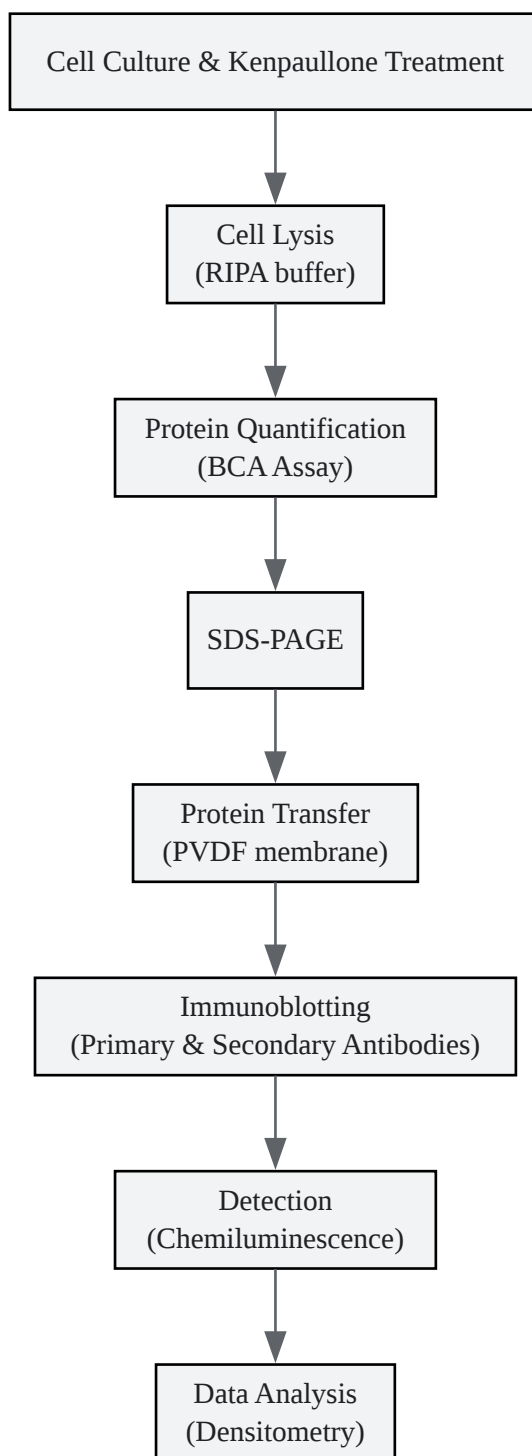 Cell Culture & Kenpaullone Treatment
Cell Lysis
(RIPA buffer)
Protein Quantification
(BCA Assay)
SDS-PAGE
Protein Transfer
(PVDF membrane)
Immunoblotting
(Primary & Secondary Antibodies)
Detection
(Chemiluminescence)
Data Analysis
(Densitometry)